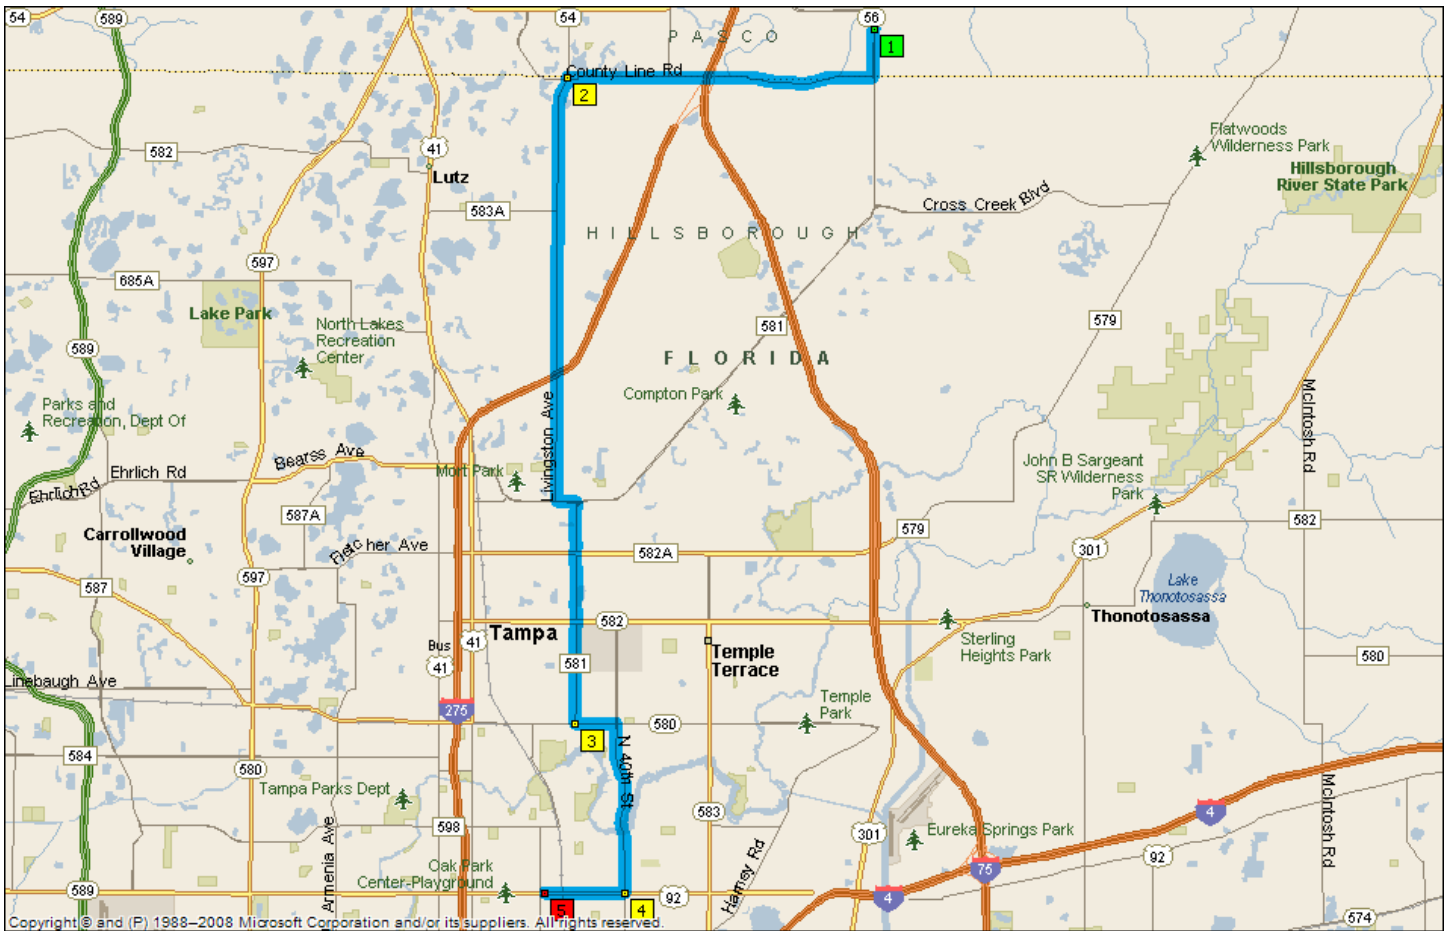 54
589
54
56
PASCO
1
County Line Rd
2
Flatwoods
Wilderness Park
582
41
Lutz
Hillsborough
River State Park
583A
Cross Creek Blvd
HILLSBOROUGH
597
685A
Lake Park
North Lakes
Recreation
Center
581
579
589
FLORIDA
Compton Park
Parks and
Recreation, Dept Of
Livingston Ave
McIntosh Rd
Bearss Ave
Ehrlich Rd
Mort Park
John B Sargeant
SR Wilderness
Park
Ehrlich Rd
587A
582
579
Carrollwood
Village
Fletcher Ave
582A
301
597
587
Lake
Thonotosassa
Thonotosassa
582
Tampa
41
Bus
41
Temple
Terrace
Sterling
Heights Park
580
581
Linebaugh Ave
275
Temple
Park
580
3
N 40th St
584
580
Tampa Parks Dept
McIntosh Rd
583
4
598
301
Eureka Springs Park
Armenia Ave
Harney Rd
92
Oak Park
Center-Playground
75
589
92
4
5
4
574
Copyright © and (P) 1988–2008 Microsoft Corporation and/or its suppliers. All rights reserved.